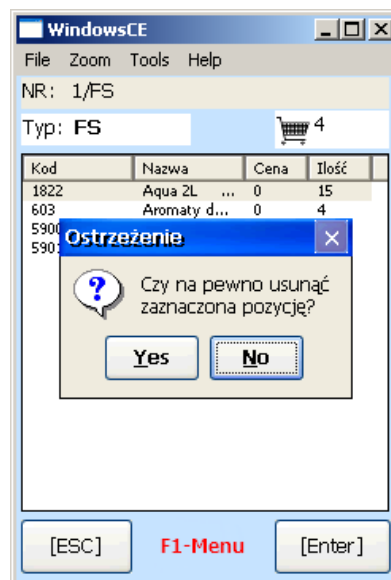 WindowsCE
File Zoom Tools Help
NR: 1/FS
Typ: FS 4
Kod Nazwa Cena Ilość
1822 Aqua 2L ... 0 15
603 Aromaty d... 0 4
Ostrzeżenie
Czy na pewno usunąć
zaznaczona pozycję?
Yes No
[ESC] F1-Menu [Enter]